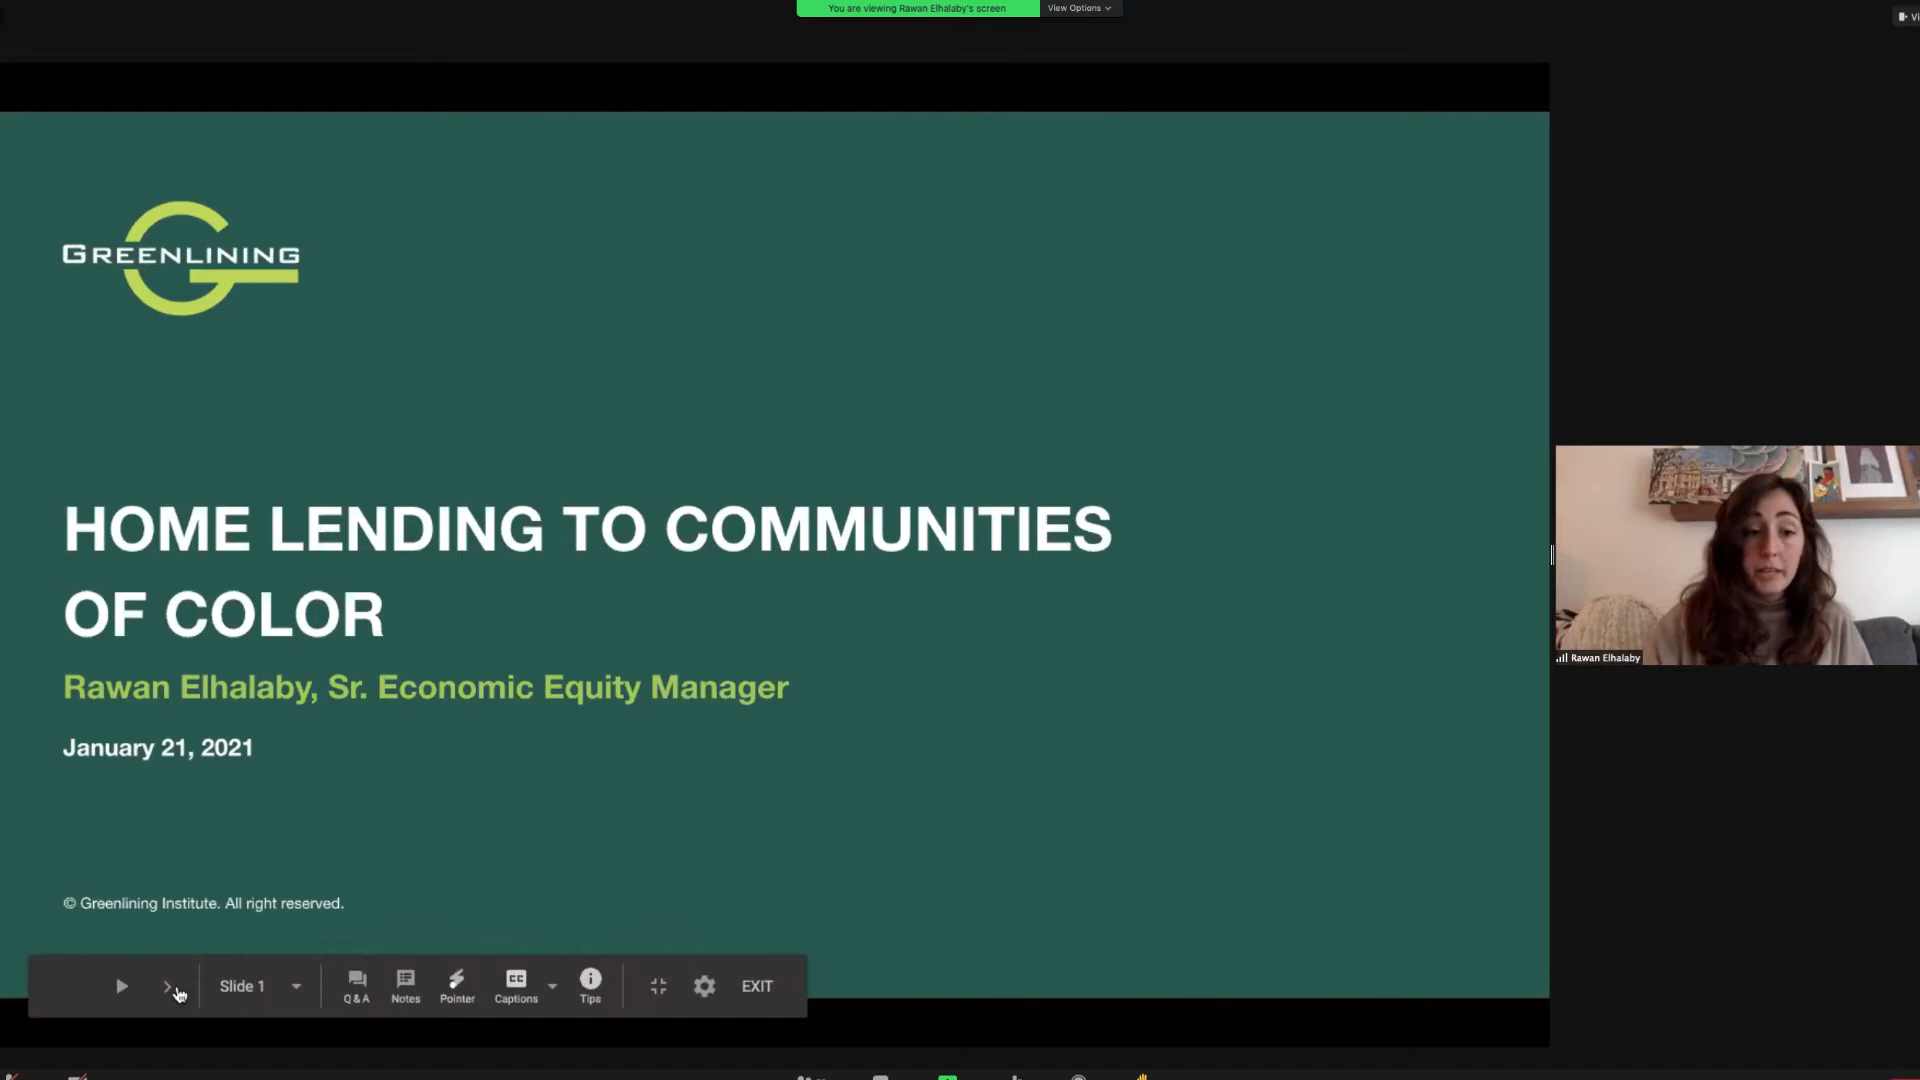 You are viewing Rawan Elhalaby's screen
View Options
GREENLINING
HOME LENDING TO COMMUNITIES
OF COLOR
Rawan Elhalaby, Sr. Economic Equity Manager
January 21, 2021
Rawan Elhalaby
© Greenlining Institute. All right reserved.
Slide 1
Q & A
Notes
Pointer
CC
Captions
Tips
EXIT